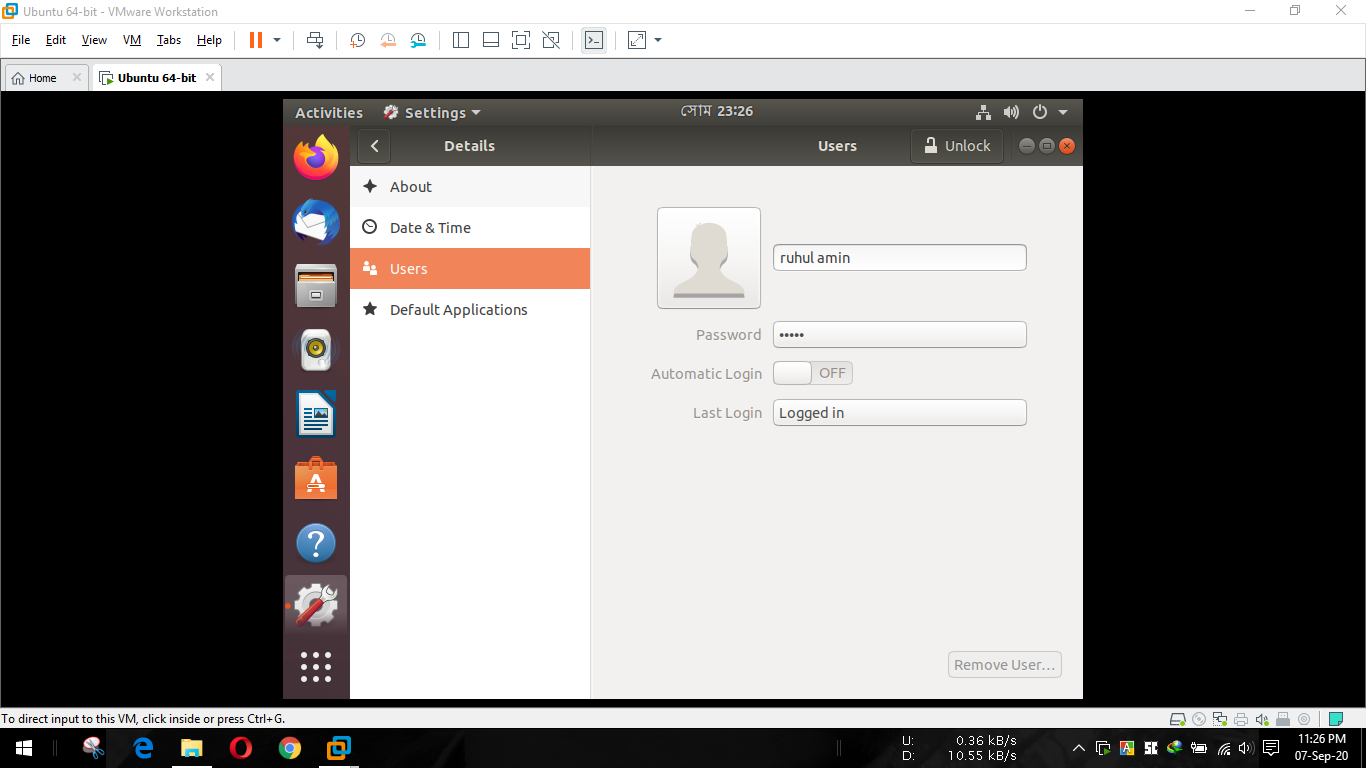 Ubuntu 64-bit - VMware Workstation
File Edit View VM Tabs Help
Home Ubuntu 64-bit
Activities Settings সোম 23:26
Details Users Unlock
About
Date & Time
Users
Default Applications
ruhul amin
Password •••••
Automatic Login OFF
Last Login Logged in
Remove User...
To direct input to this VM, click inside or press Ctrl+G.
U: 0.36 kB/s
D: 10.55 kB/s
11:26 PM
07-Sep-20